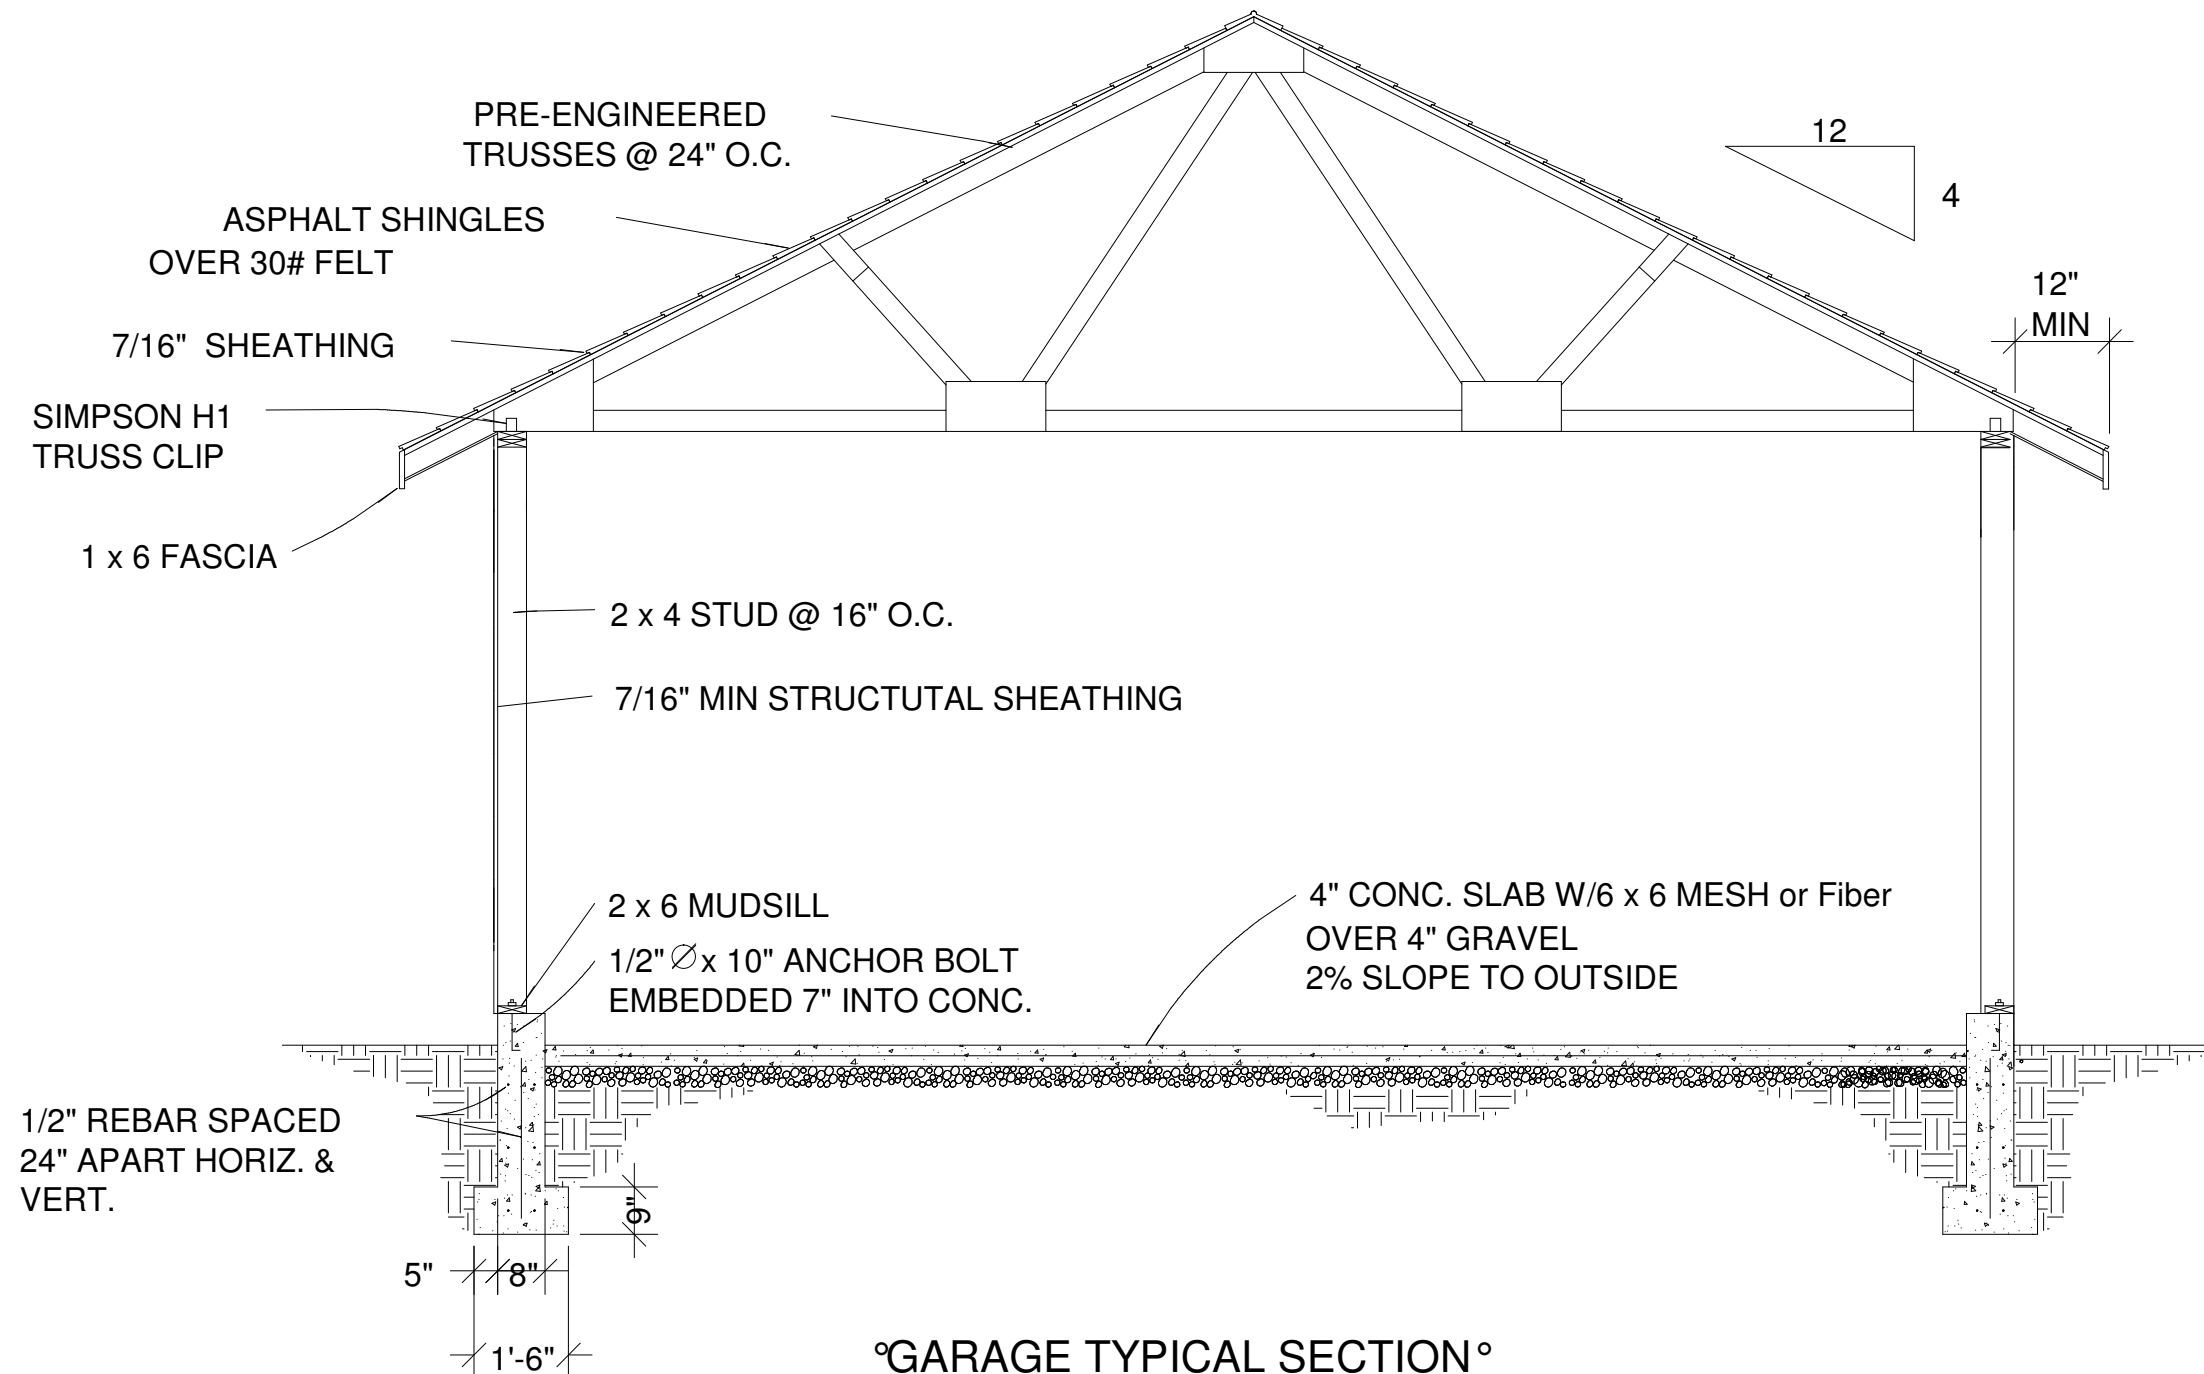 PRE-ENGINEERED
TRUSSES @ 24" O.C.
12
4
ASPHALT SHINGLES
OVER 30# FELT
12"
MIN
7/16" SHEATHING
SIMPSON H1
TRUSS CLIP
1 x 6 FASCIA
2 x 4 STUD @ 16" O.C.
7/16" MIN STRUCTUTAL SHEATHING
2 x 6 MUDSILL
1/2" ∅ x 10" ANCHOR BOLT
EMBEDDED 7" INTO CONC.
4" CONC. SLAB W/6 x 6 MESH or Fiber
OVER 4" GRAVEL
2% SLOPE TO OUTSIDE
1/2" REBAR SPACED
24" APART HORIZ. &
VERT.
9"
5"
8"
1'-6"
°GARAGE TYPICAL SECTION°